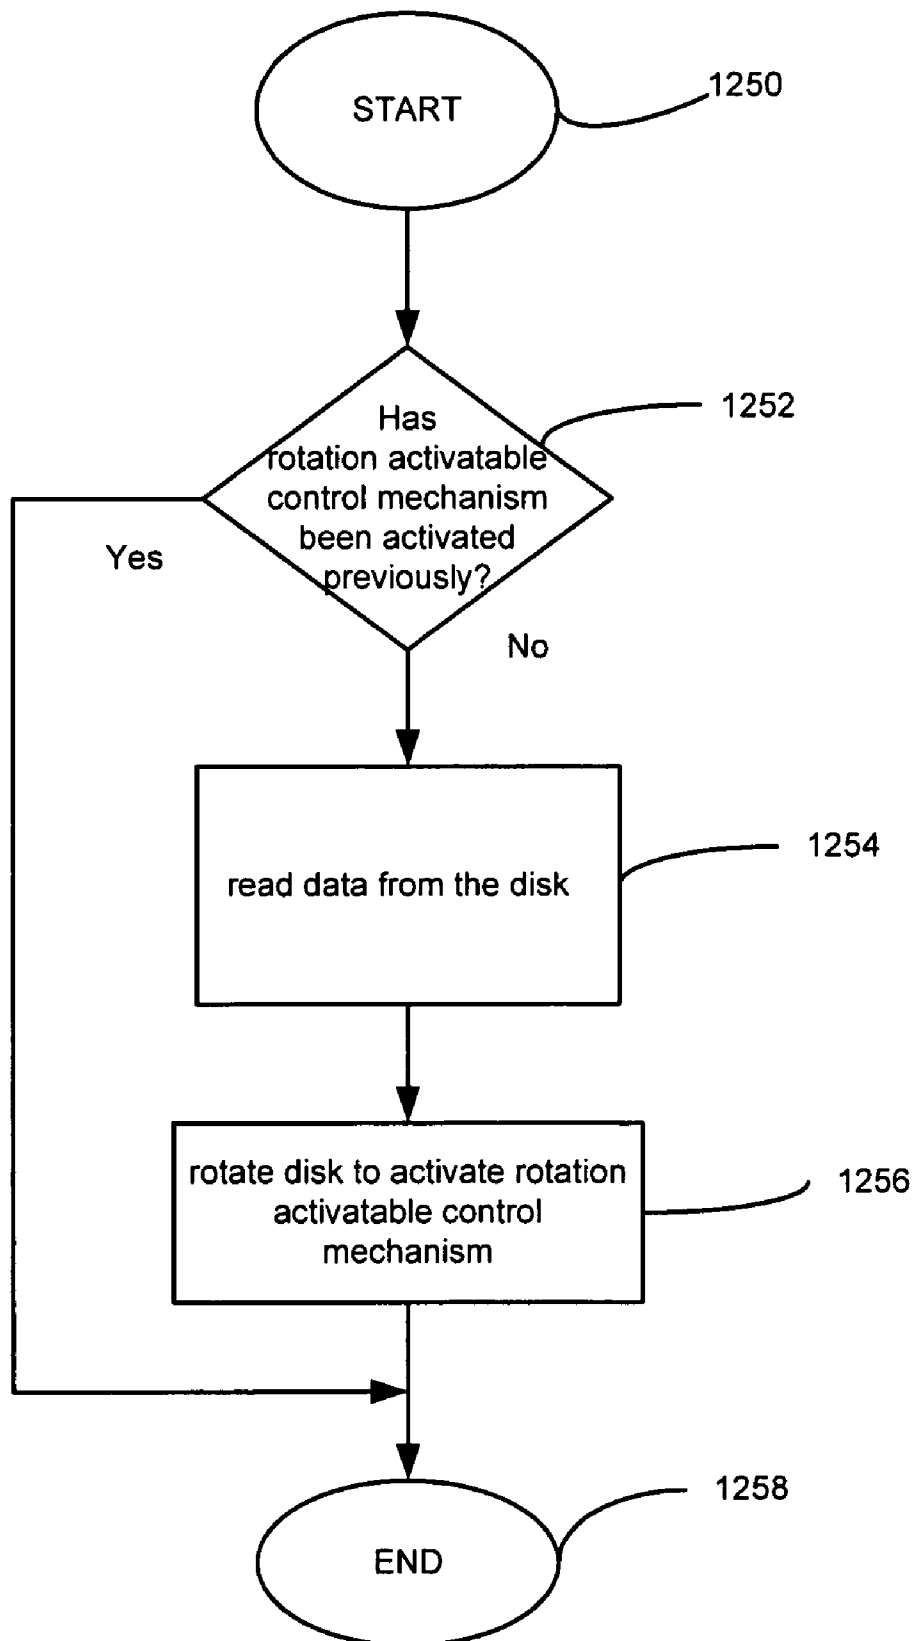 START
1250
Has
rotation activatable
control mechanism
been activated
previously?
1252
Yes
No
read data from the disk
1254
rotate disk to activate rotation
activatable control
mechanism
1256
END
1258